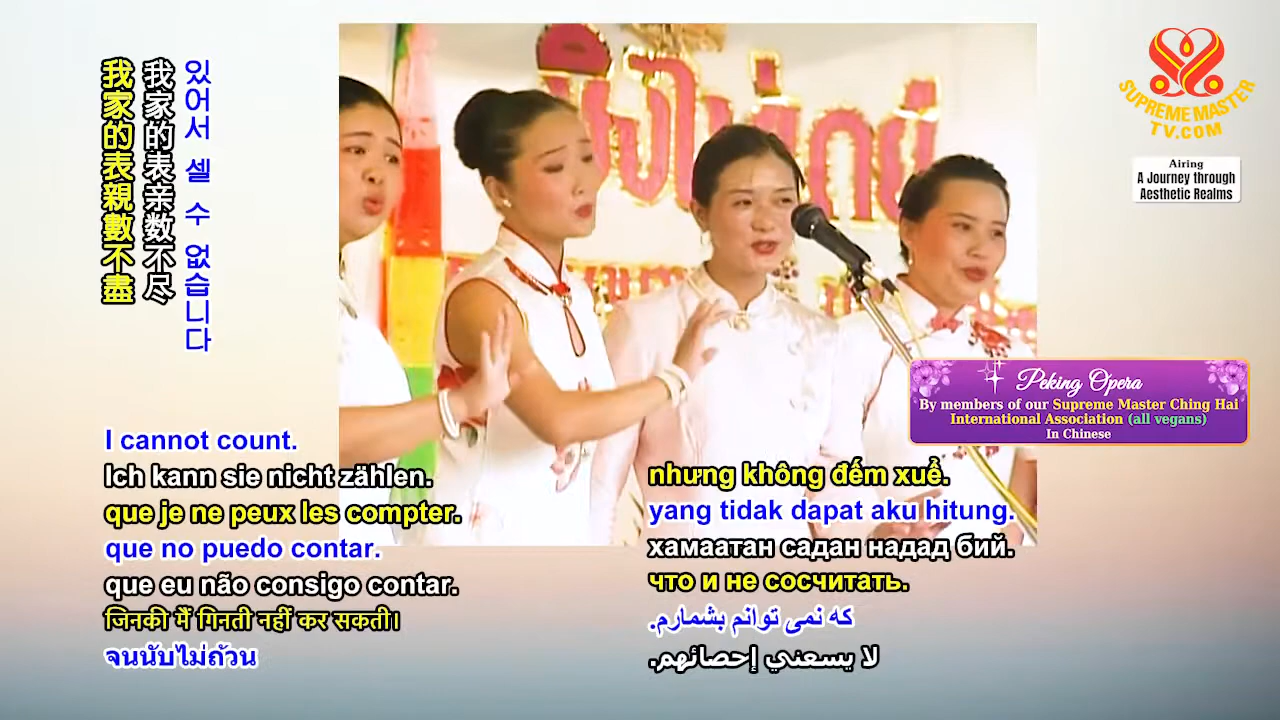 我家的表親數不盡
我家的表亲数不尽
있어서 셀 수 없습니다
SUPREME MASTER
TV.COM
Airing
A Journey through
Aesthetic Realms
Peking Opera
By members of our Supreme Master Ching Hai
International Association (all vegans)
In Chinese
I cannot count.
Ich kann sie nicht zählen.
que je ne peux les compter.
que no puedo contar.
que eu não consigo contar.
जिनकी मैं गिनती नहीं कर सकती।
จนนับไม่ถ้วน
nhưng không đếm xuể.
yang tidak dapat aku hitung.
хамаатан садан надад бий.
что и не сосчитать.
که نمی توانم بشمارم.
لا يسعني إحصائهم.